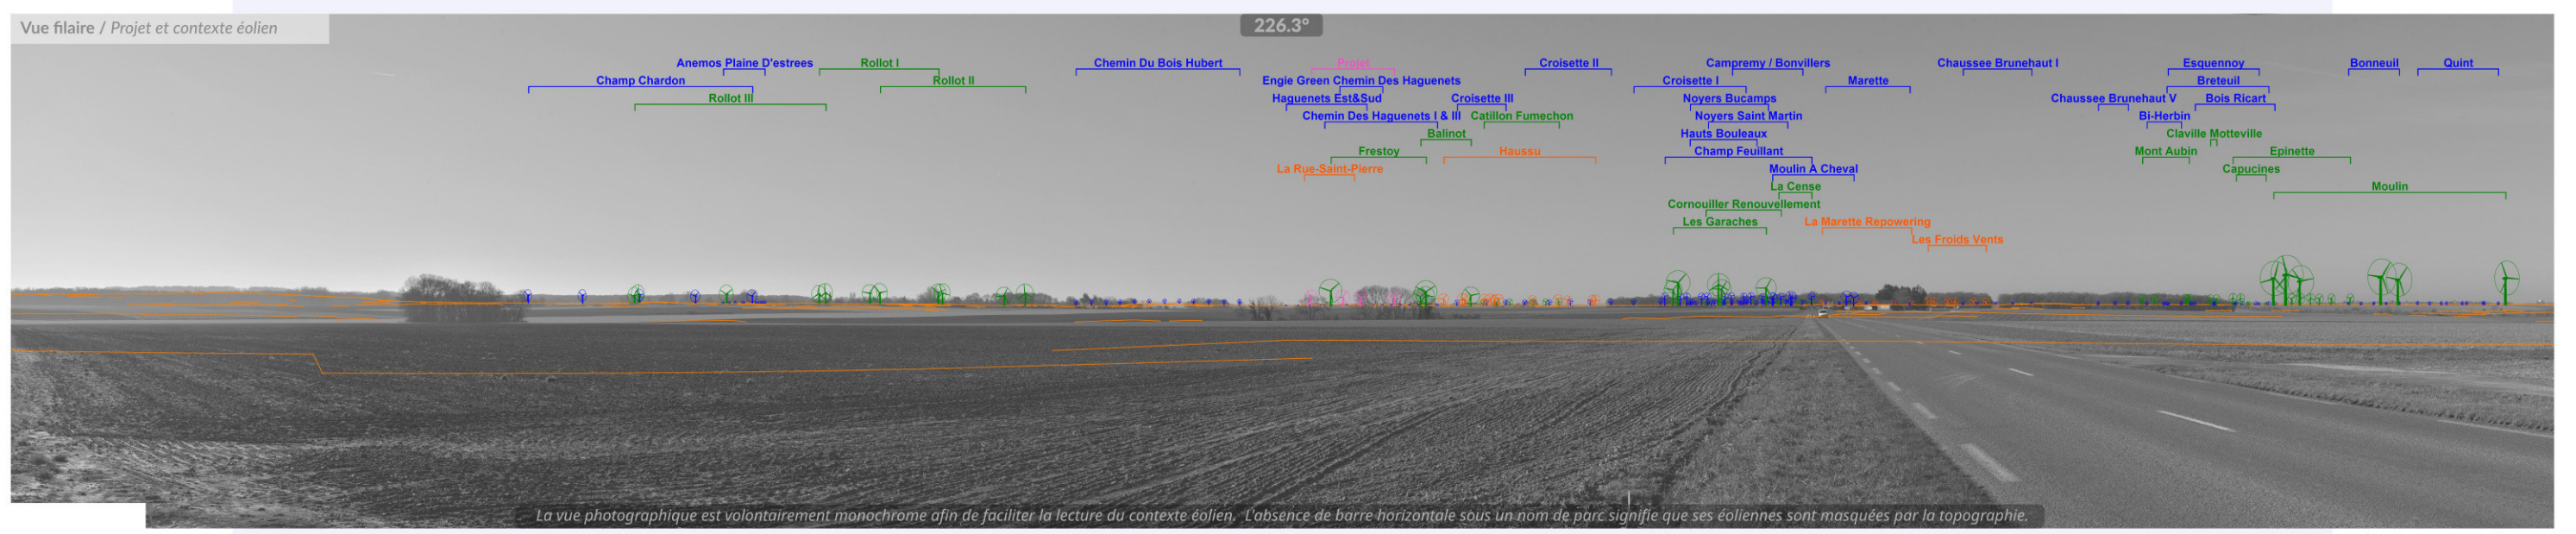 Vue filaire / Projet et contexte éolien
226.3°
Anemos Plaine D'estrees
Rollot I
Chemin Du Bois Hubert
Projet
Croisette II
Campremy / Bonvillers
Chaussee Brunehaut I
Esquennoy
Bonneuil
Quint
Champ Chardon
Rollot II
Engie Green Chemin Des Haguenets
Croisette I
Marette
Breteuil
Rollot III
Haguenets Est&Sud
Croisette III
Noyers Bucamps
Chaussee Brunehaut V
Bois Ricart
Chemin Des Haguenets I & III
Catillon Fumechon
Noyers Saint Martin
Bi-Herbin
Balinot
Hauts Bouleaux
Claville Motteville
Frestoy
Haussu
Champ Feuillant
Mont Aubin
Epinette
La Rue-Saint-Pierre
Moulin À Cheval
Capucines
La Cense
Moulin
Cornouiller Renouvellement
Les Garaches
La Marette Repowering
Les Froids Vents
La vue photographique est volontairement monochrome afin de faciliter la lecture du contexte éolien. L'absence de barre horizontale sous un nom de parc signifie que ses éoliennes sont masquées par la topographie.